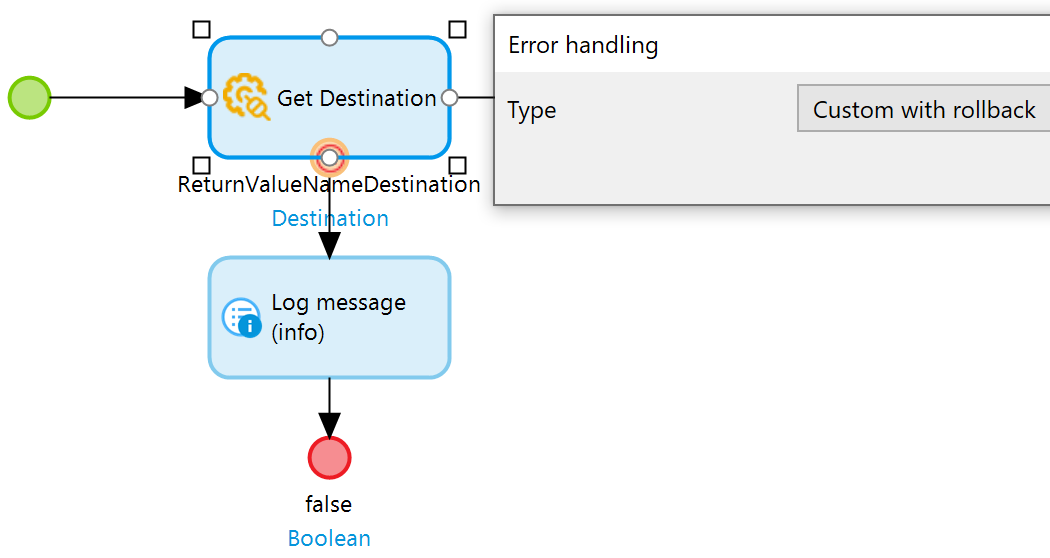 Error handling
Get Destination
Type
Custom with rollback
ReturnValueNameDestination
Destination
Log message
(info)
false
Boolean